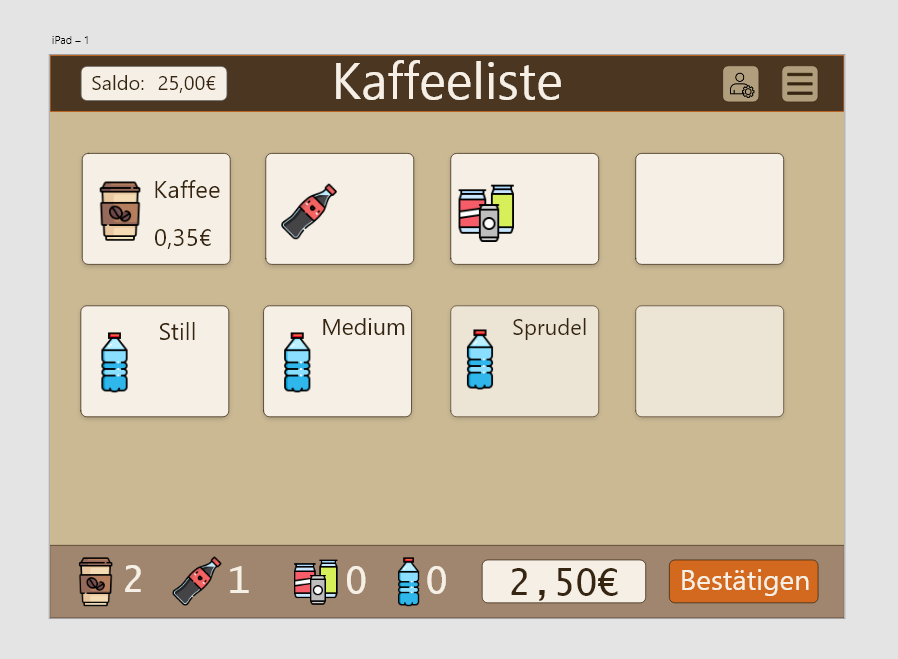 iPad – 1
Saldo: 25,00€
Kaffeeliste
Kaffee
0,35€
Still
Medium
Sprudel
2
1
0
0
2,50€
Bestätigen